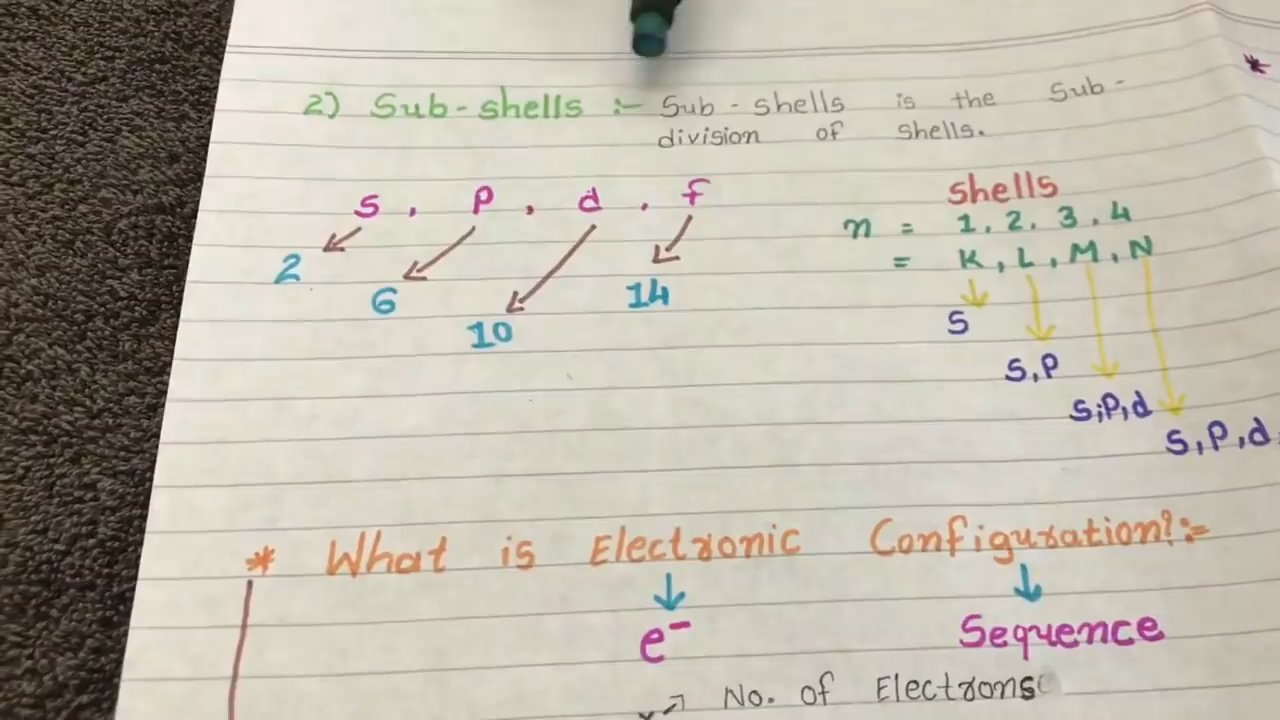 2) Sub-shells :- Sub-shells is the Sub-
division of shells.
s, p, d, f
2 6 10 14
shells
n = 1, 2, 3, 4
= K, L, M, N
S
S,P
S,P,d
S,P,d,
* What is Electronic Configuration?:-
e⁻ Sequence
No. of Electrons